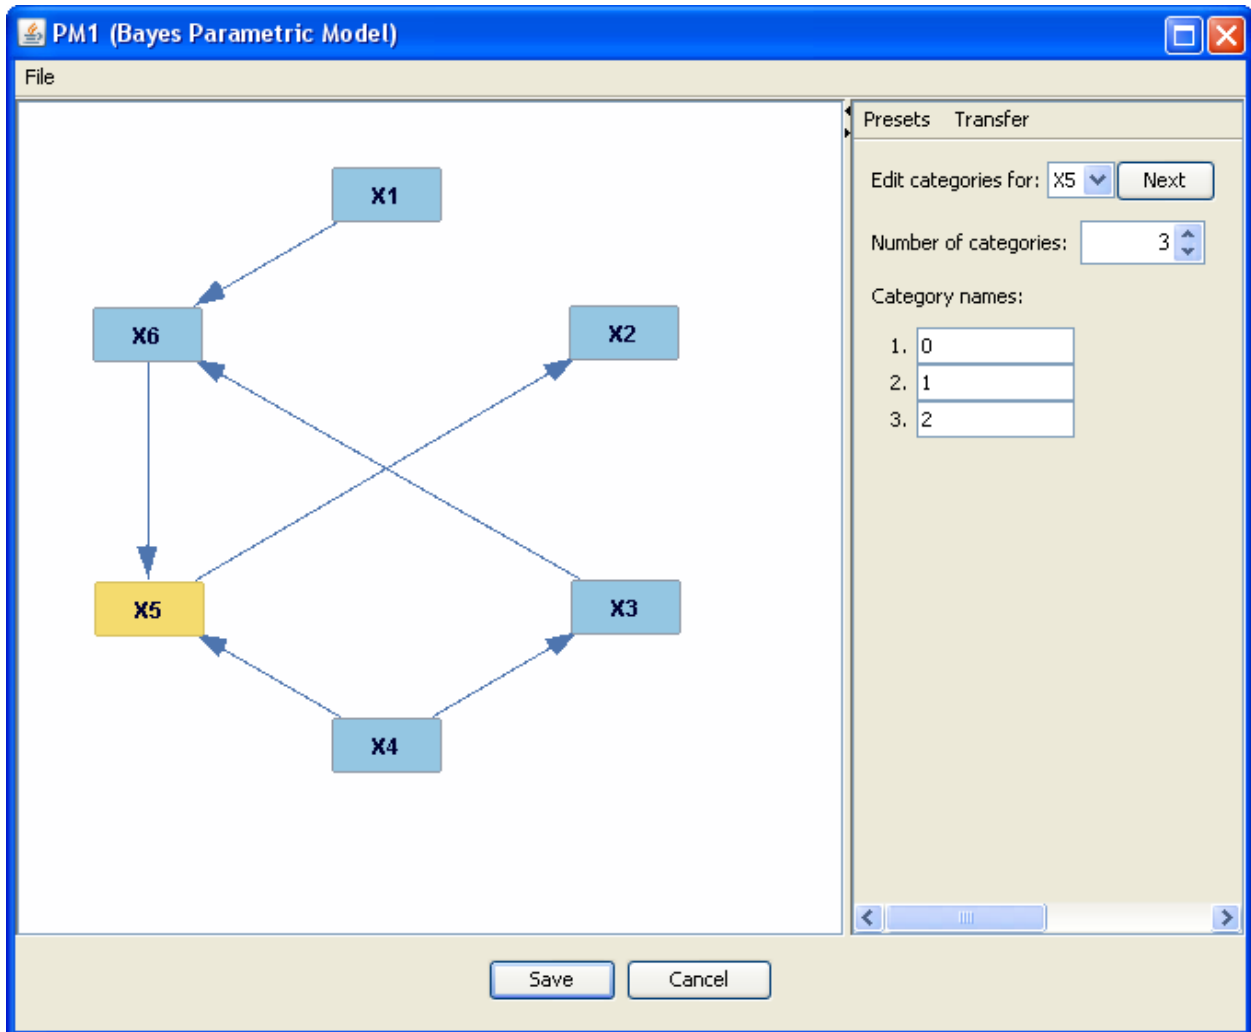 PM1 (Bayes Parametric Model)
File
Presets Transfer
X1
Edit categories for: X5 Next
Number of categories: 3
Category names:
X6
X2
1. 0
2. 1
3. 2
X5
X3
X4
Save Cancel